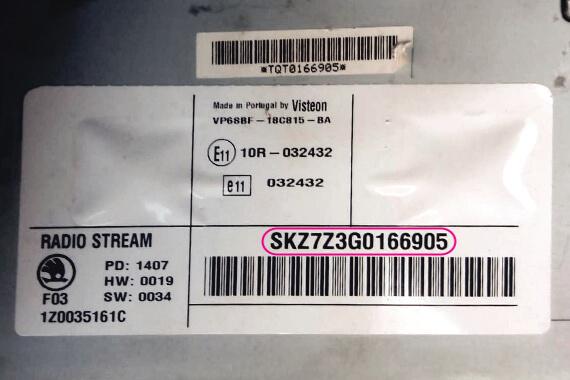 *TQT0166905*
Made in Portugal by Visteon
VP6SBF-18C815-BA
E11 10R-032432
e11 032432
RADIO STREAM
SKZ7Z3G0166905
PD: 1407
HW: 0019
F03 SW: 0034
1Z0035161C